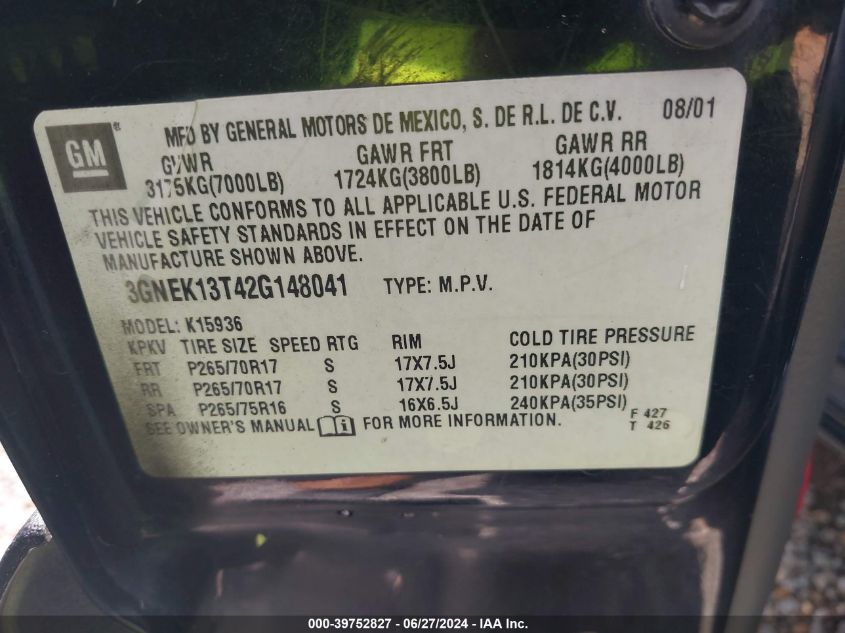 GM ® MFD BY GENERAL MOTORS DE MEXICO, S. DE R.L. DE C.V. 08/01
GVWR GAWR FRT GAWR RR
3175KG(7000LB) 1724KG(3800LB) 1814KG(4000LB)
THIS VEHICLE CONFORMS TO ALL APPLICABLE U.S. FEDERAL MOTOR
VEHICLE SAFETY STANDARDS IN EFFECT ON THE DATE OF
MANUFACTURE SHOWN ABOVE.
3GNEK13T42G148041 TYPE: M.P.V.
MODEL: K15936
KPKV TIRE SIZE SPEED RTG RIM COLD TIRE PRESSURE
FRT P265/70R17 S 17X7.5J 210KPA(30PSI)
RR P265/70R17 S 17X7.5J 210KPA(30PSI)
SPA P265/75R16 S 16X6.5J 240KPA(35PSI)
SEE OWNER'S MANUAL i FOR MORE INFORMATION.
F 427
T 426
000-39752827 - 06/27/2024 - IAA Inc.